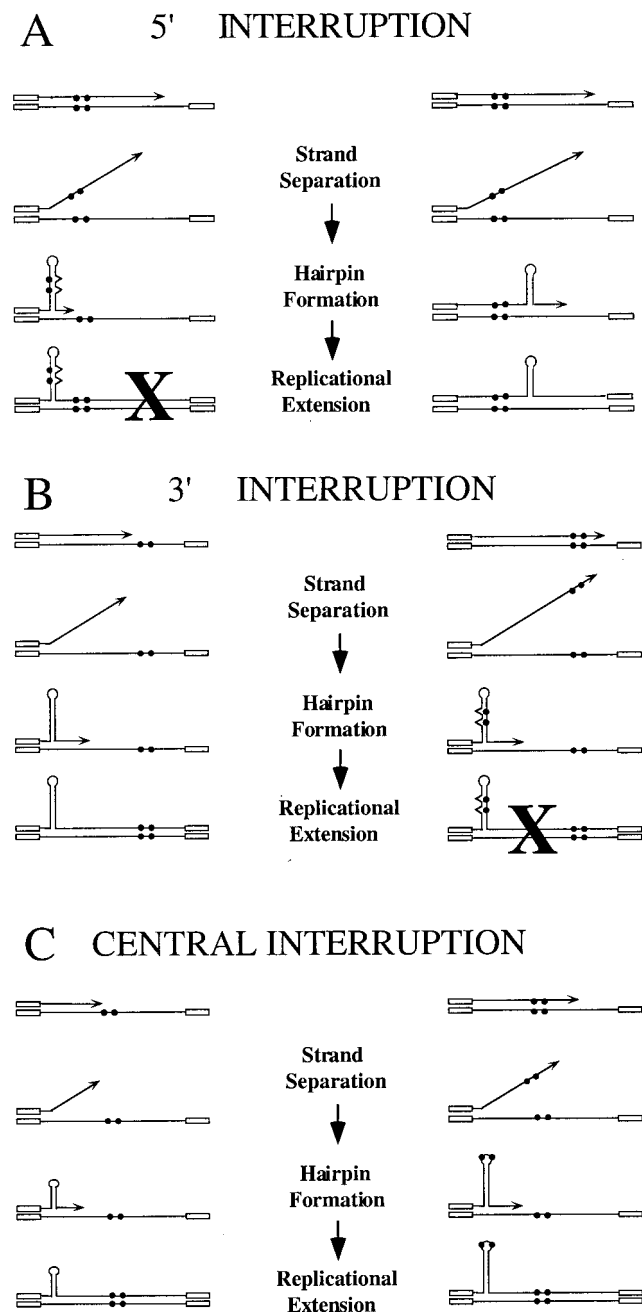 A 5' INTERRUPTION
Strand
Separation
Hairpin
Formation
Replicational
Extension
X
B 3' INTERRUPTION
Strand
Separation
Hairpin
Formation
Replicational
Extension
X
C CENTRAL INTERRUPTION
Strand
Separation
Hairpin
Formation
Replicational
Extension